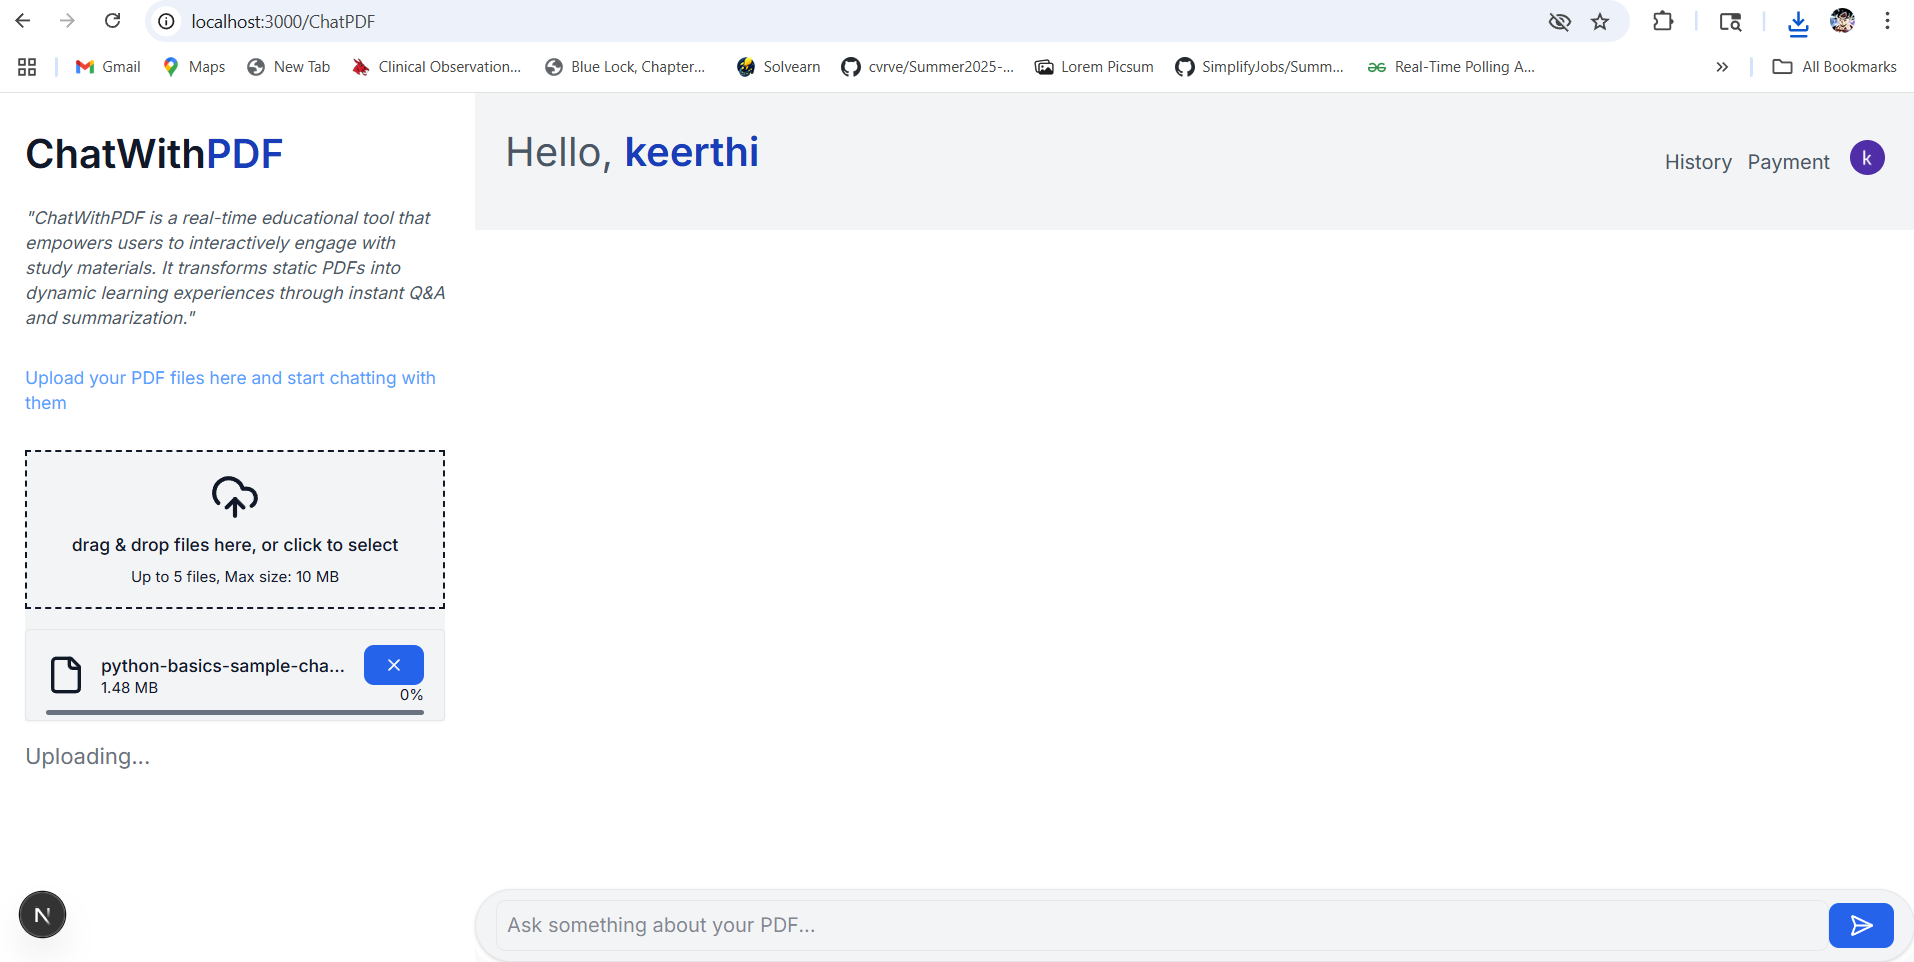 localhost:3000/ChatPDF
Gmail
Maps
New Tab
Clinical Observation...
Blue Lock, Chapter...
Solvearn
cvrve/Summer2025-...
Lorem Picsum
SimplifyJobs/Summ...
Real-Time Polling A...
All Bookmarks
ChatWithPDF
"ChatWithPDF is a real-time educational tool that
empowers users to interactively engage with
study materials. It transforms static PDFs into
dynamic learning experiences through instant Q&A
and summarization."
Upload your PDF files here and start chatting with
them
drag & drop files here, or click to select
Up to 5 files, Max size: 10 MB
python-basics-sample-cha...
1.48 MB
0%
Uploading...
N
Hello, keerthi
History
Payment
k
Ask something about your PDF...